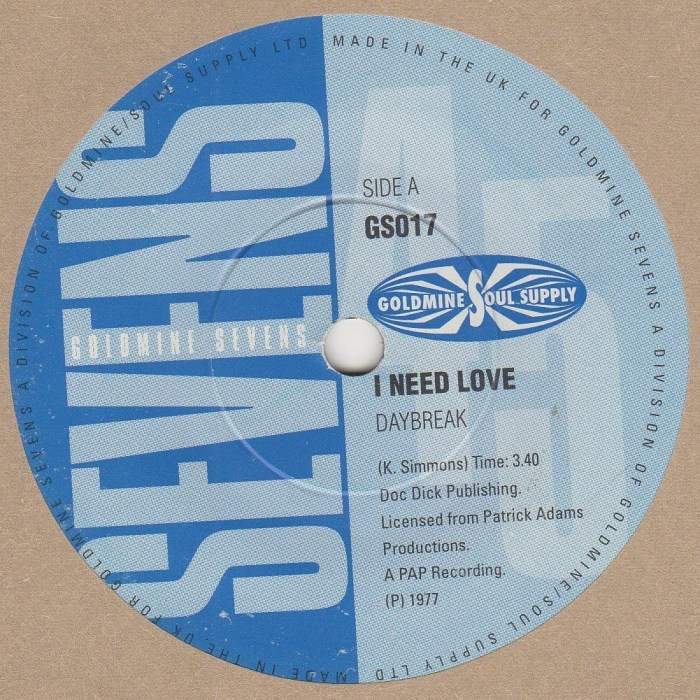 MADE IN THE UK FOR GOLDMINE SEVENS A DIVISION OF GOLDMINE/SOUL SUPPLY LTD
MADE IN THE UK FOR GOLDMINE SEVENS A DIVISION OF GOLDMINE/SOUL SUPPLY LTD
SEVENS
GOLDMINE SEVENS
45
SIDE A
GS017
GOLDMINE SOUL SUPPLY
I NEED LOVE
DAYBREAK
(K. Simmons) Time: 3.40
Doc Dick Publishing.
Licensed from Patrick Adams
Productions.
A PAP Recording.
(P) 1977